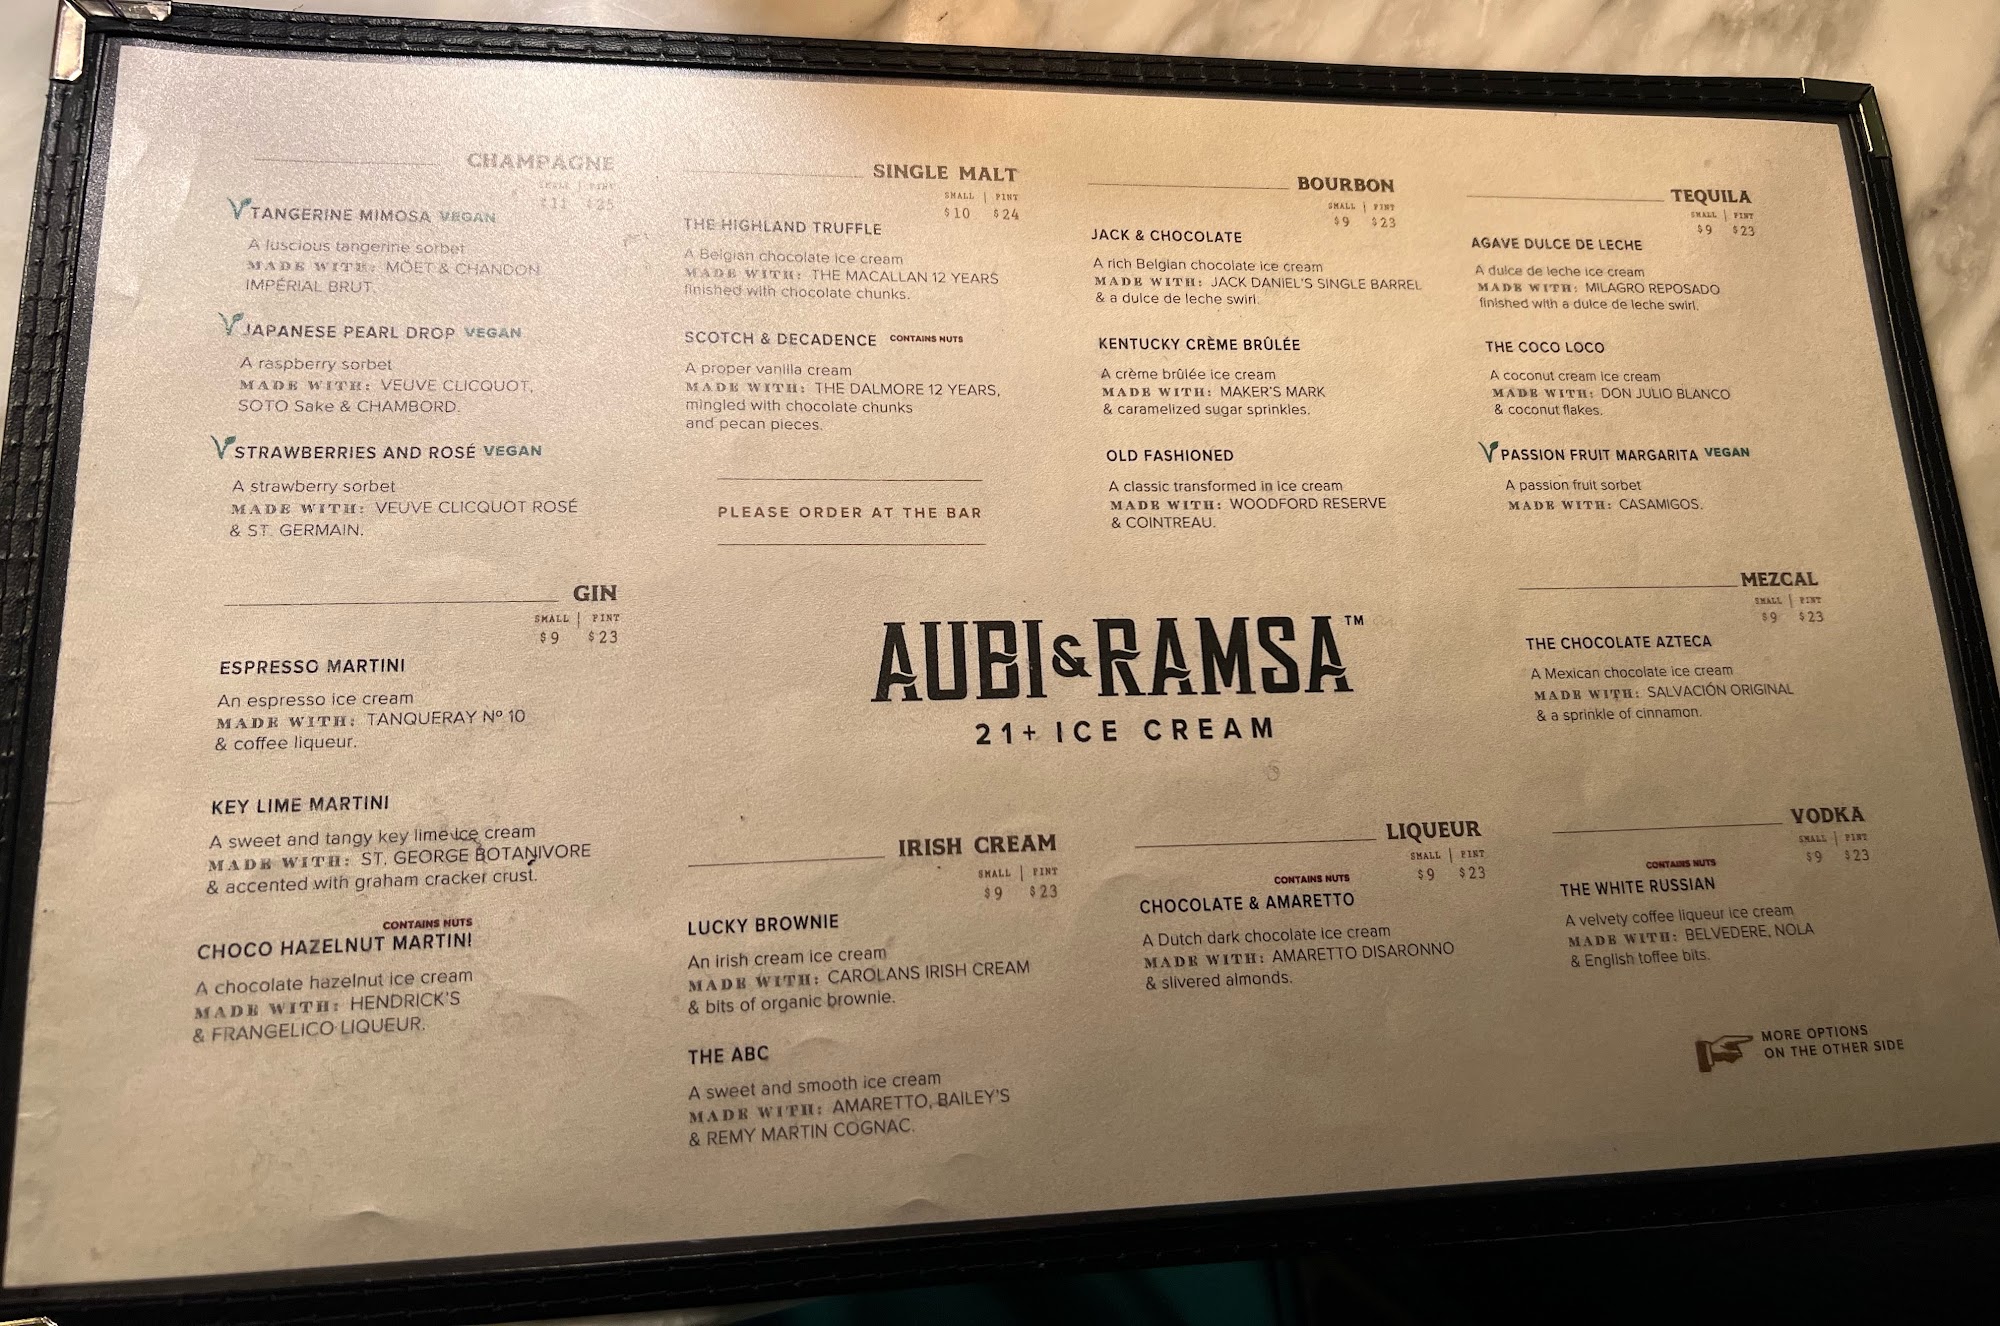 CHAMPAGNE
SMALL | PINT
$11 $25
TANGERINE MIMOSA VEGAN
A luscious tangerine sorbet
MADE WITH: MÖET & CHANDON
IMPÉRIAL BRUT.
JAPANESE PEARL DROP VEGAN
A raspberry sorbet
MADE WITH: VEUVE CLICQUOT,
SOTO Sake & CHAMBORD.
STRAWBERRIES AND ROSÉ VEGAN
A strawberry sorbet
MADE WITH: VEUVE CLICQUOT ROSÉ
& ST. GERMAIN.
GIN
SMALL | PINT
$9 $23
ESPRESSO MARTINI
An espresso ice cream
MADE WITH: TANQUERAY Nº 10
& coffee liqueur.
KEY LIME MARTINI
A sweet and tangy key lime ice cream
MADE WITH: ST. GEORGE BOTANIVORE
& accented with graham cracker crust.
CONTAINS NUTS
CHOCO HAZELNUT MARTINI
A chocolate hazelnut ice cream
MADE WITH: HENDRICK'S
& FRANGELICO LIQUEUR.
SINGLE MALT
SMALL | PINT
$10 $24
THE HIGHLAND TRUFFLE
A Belgian chocolate ice cream
MADE WITH: THE MACALLAN 12 YEARS
finished with chocolate chunks.
SCOTCH & DECADENCE CONTAINS NUTS
A proper vanilla cream
MADE WITH: THE DALMORE 12 YEARS,
mingled with chocolate chunks
and pecan pieces.
PLEASE ORDER AT THE BAR
BOURBON
SMALL | PINT
$9 $23
JACK & CHOCOLATE
A rich Belgian chocolate ice cream
MADE WITH: JACK DANIEL'S SINGLE BARREL
& a dulce de leche swirl.
KENTUCKY CRÈME BRÛLÉE
A crème brûlée ice cream
MADE WITH: MAKER'S MARK
& caramelized sugar sprinkles.
OLD FASHIONED
A classic transformed in ice cream
MADE WITH: WOODFORD RESERVE
& COINTREAU.
TEQUILA
SMALL | PINT
$9 $23
AGAVE DULCE DE LECHE
A dulce de leche ice cream
MADE WITH: MILAGRO REPOSADO
finished with a dulce de leche swirl.
THE COCO LOCO
A coconut cream ice cream
MADE WITH: DON JULIO BLANCO
& coconut flakes.
PASSION FRUIT MARGARITA VEGAN
A passion fruit sorbet
MADE WITH: CASAMIGOS.
AUBI & RAMSA™
21+ ICE CREAM
MEZCAL
SMALL | PINT
$9 $23
THE CHOCOLATE AZTECA
A Mexican chocolate ice cream
MADE WITH: SALVACIÓN ORIGINAL
& a sprinkle of cinnamon.
IRISH CREAM
SMALL | PINT
$9 $23
LUCKY BROWNIE
An irish cream ice cream
MADE WITH: CAROLANS IRISH CREAM
& bits of organic brownie.
THE ABC
A sweet and smooth ice cream
MADE WITH: AMARETTO, BAILEY'S
& REMY MARTIN COGNAC.
LIQUEUR
SMALL | PINT
$9 $23
CONTAINS NUTS
CHOCOLATE & AMARETTO
A Dutch dark chocolate ice cream
MADE WITH: AMARETTO DISARONNO
& slivered almonds.
VODKA
SMALL | PINT
$9 $23
CONTAINS NUTS
THE WHITE RUSSIAN
A velvety coffee liqueur ice cream
MADE WITH: BELVEDERE, NOLA
& English toffee bits.
MORE OPTIONS
ON THE OTHER SIDE